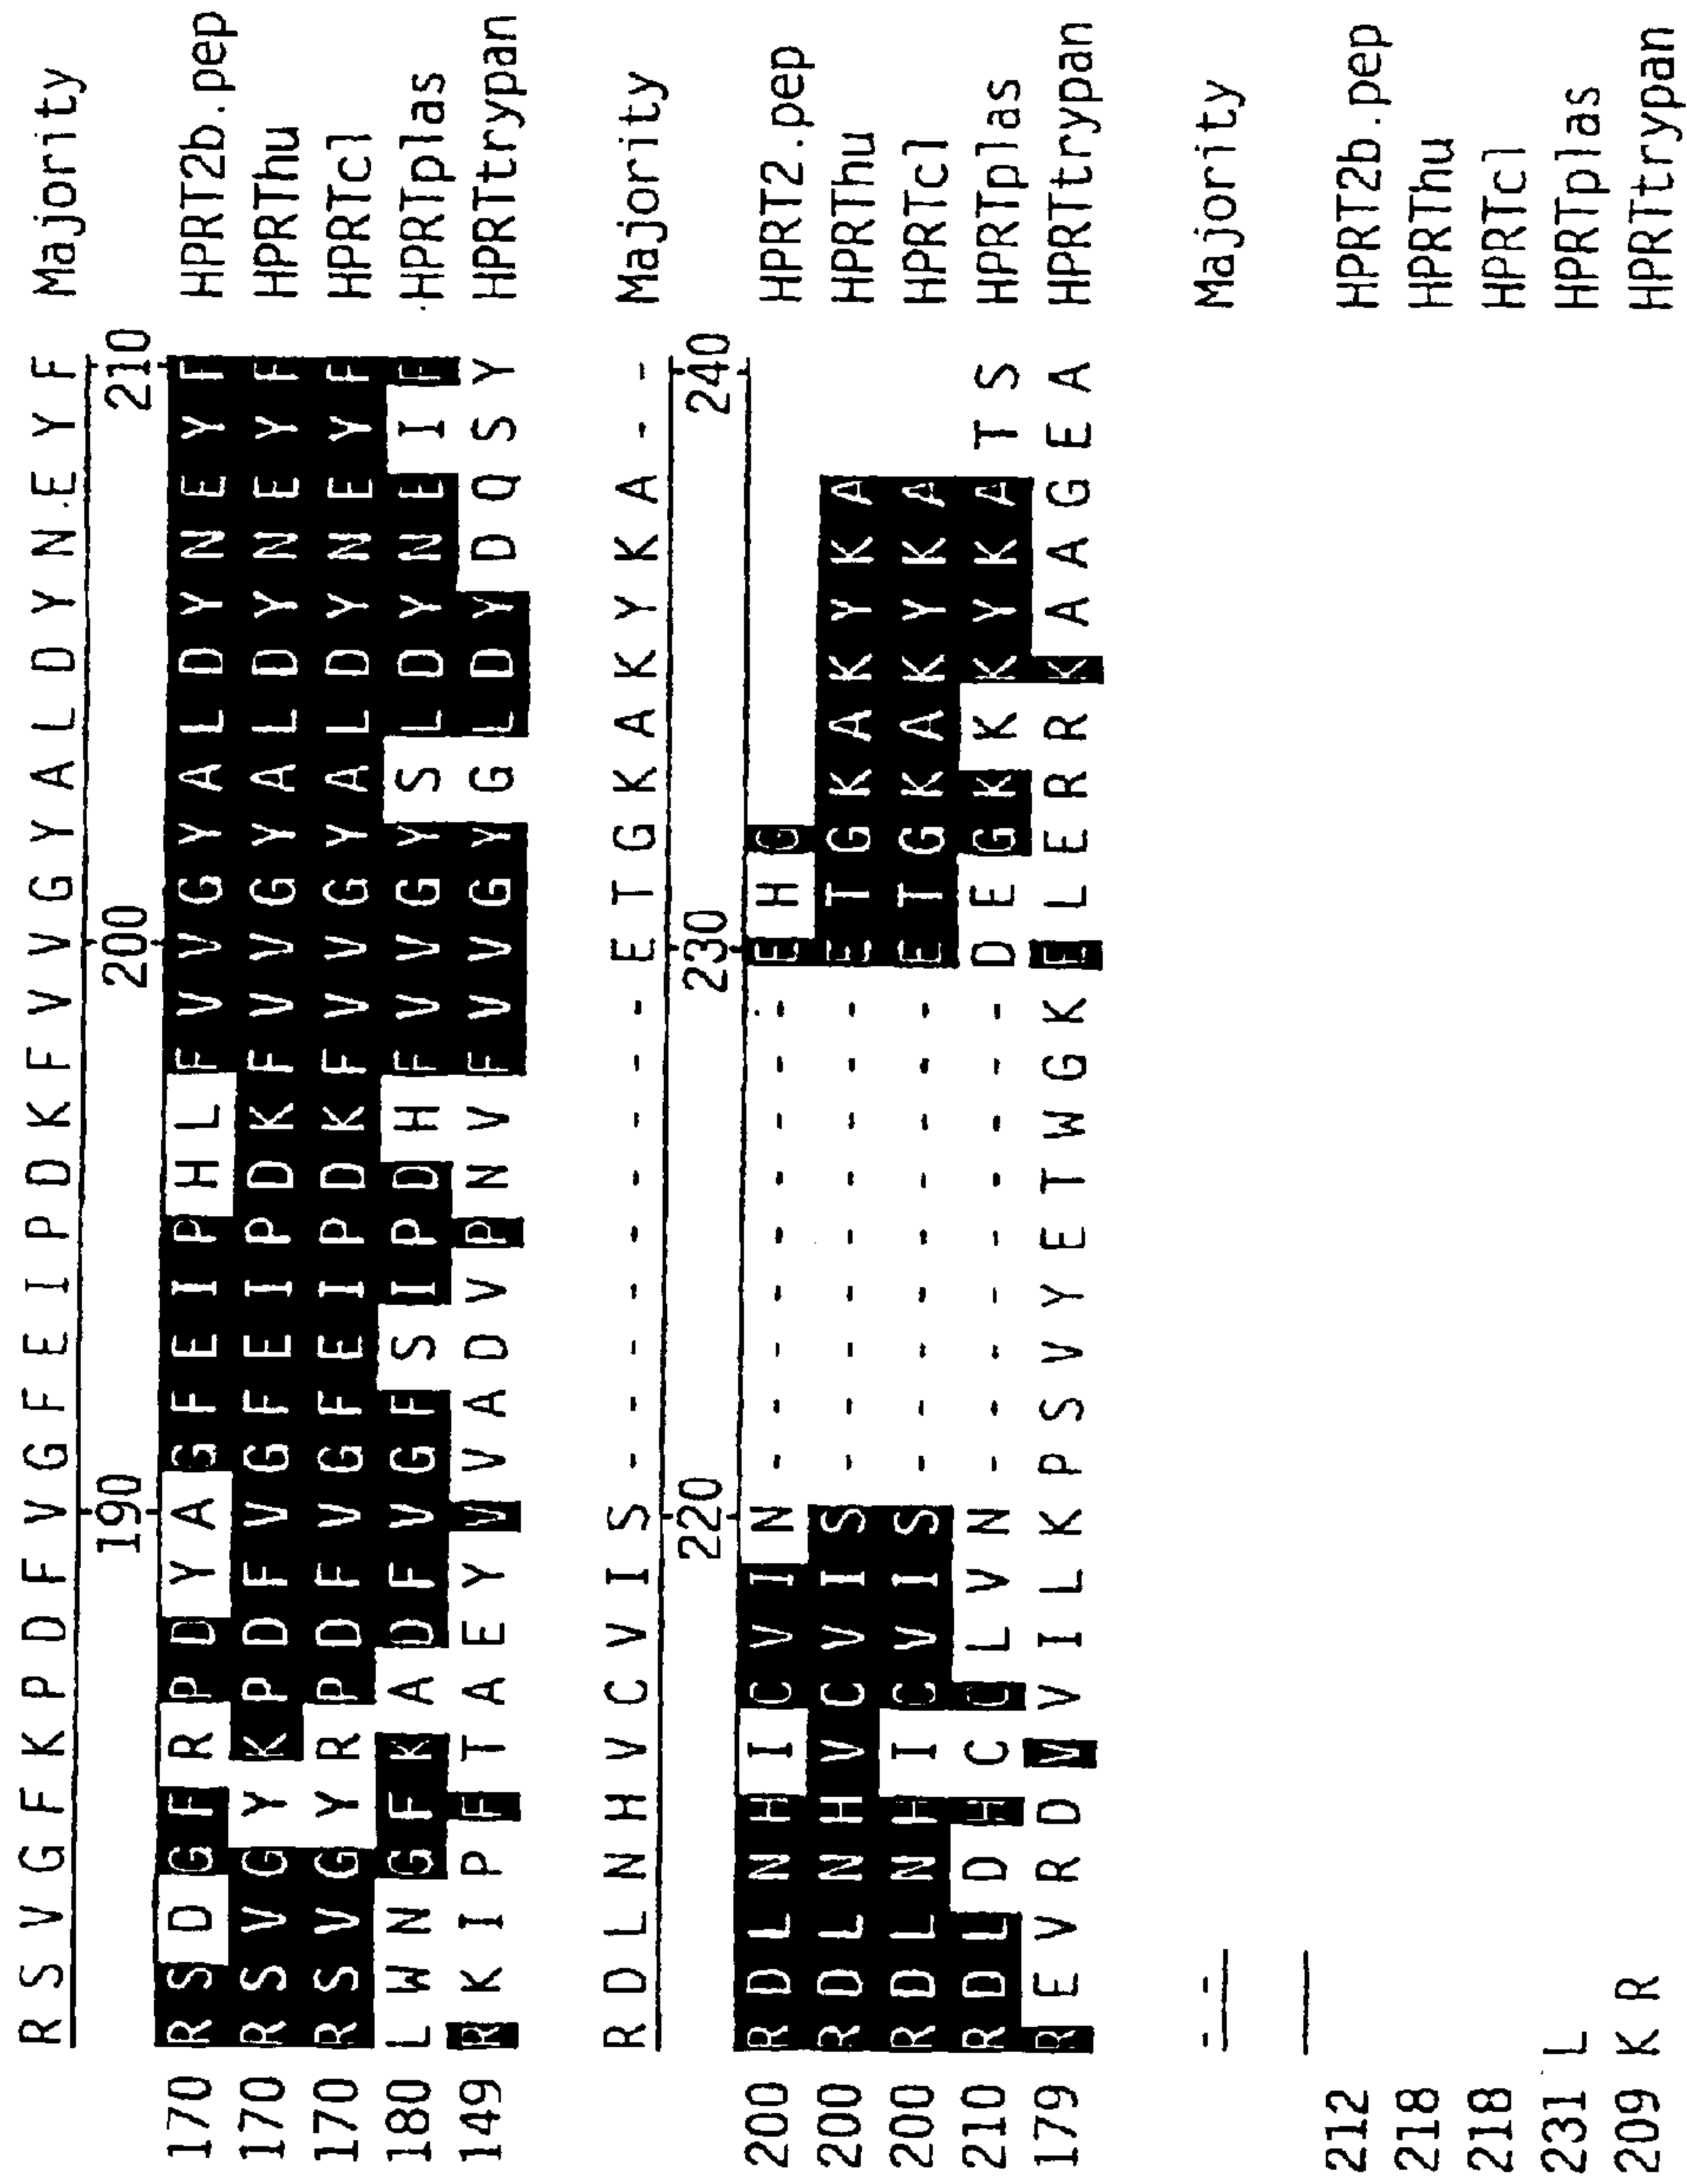 R S V G F K P D F V G F E I P D K F V V G Y A L D Y N E Y F Majority
190 200 210
170 R S D G F R P D Y A G F E I P H L F V V G Y A L D Y N E Y F HPRT2b.pep
170 R S V G Y K P D F V G F E I P D K F V V G Y A L D Y N E Y F HPRThu
170 R S V G Y R P D F V G F E I P D K F V V G Y A L D Y N E Y F HPRTcl
180 L W N G F K A D F V G F S I P D H F V V G Y S L D Y N E I F HPRTplas
149 R K I P F T A E Y V V A D V P N V F V V G Y G L D Y D Q S Y HPRTtrypan
R D L N H V C V I S - - - - - - - - - E T G K A K Y K A - - Majority
220 230 240
200 R D L N H I C V I N - - - - - - - - - E H G HPRT2.pep
200 R D L N H V C V I S - - - - - - - - - E T G K A K Y K A HPRThu
200 R D L N H I C V I S - - - - - - - - - E T G K A K Y K A HPRTcl
210 R D L D H C C L V N - - - - - - - - - D E G K K K Y K A T S HPRTplas
179 R E V R D V V I L K P S V Y E T W G K E L E R R K A A G E A HPRTtrypan
- - Majority
212 HPRT2b.pep
218 HPRThu
218 HPRTcl
231 L HPRTplas
209 K R HPRTtrypan